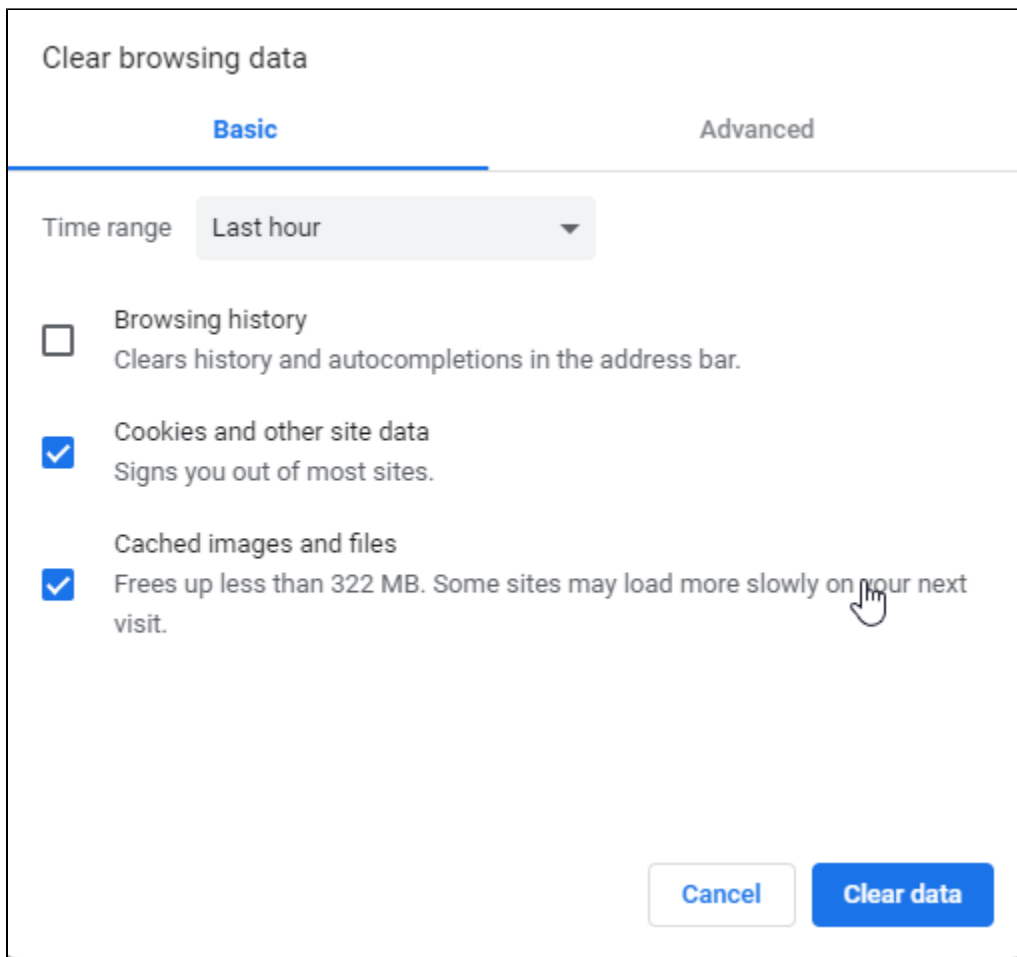 Clear browsing data
Basic
Advanced
Time range
Last hour
Browsing history
Clears history and autocompletions in the address bar.
Cookies and other site data
Signs you out of most sites.
Cached images and files
Frees up less than 322 MB. Some sites may load more slowly on your next
visit.
Cancel
Clear data